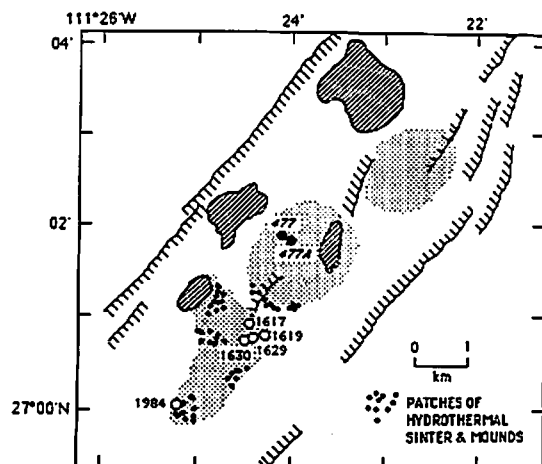 111°26'W 24' 22'
04'
02'
477
477A
1617
1619
1630 1629
0 1
km
1984
27°00'N
PATCHES OF
HYDROTHERMAL
SINTER & MOUNDS